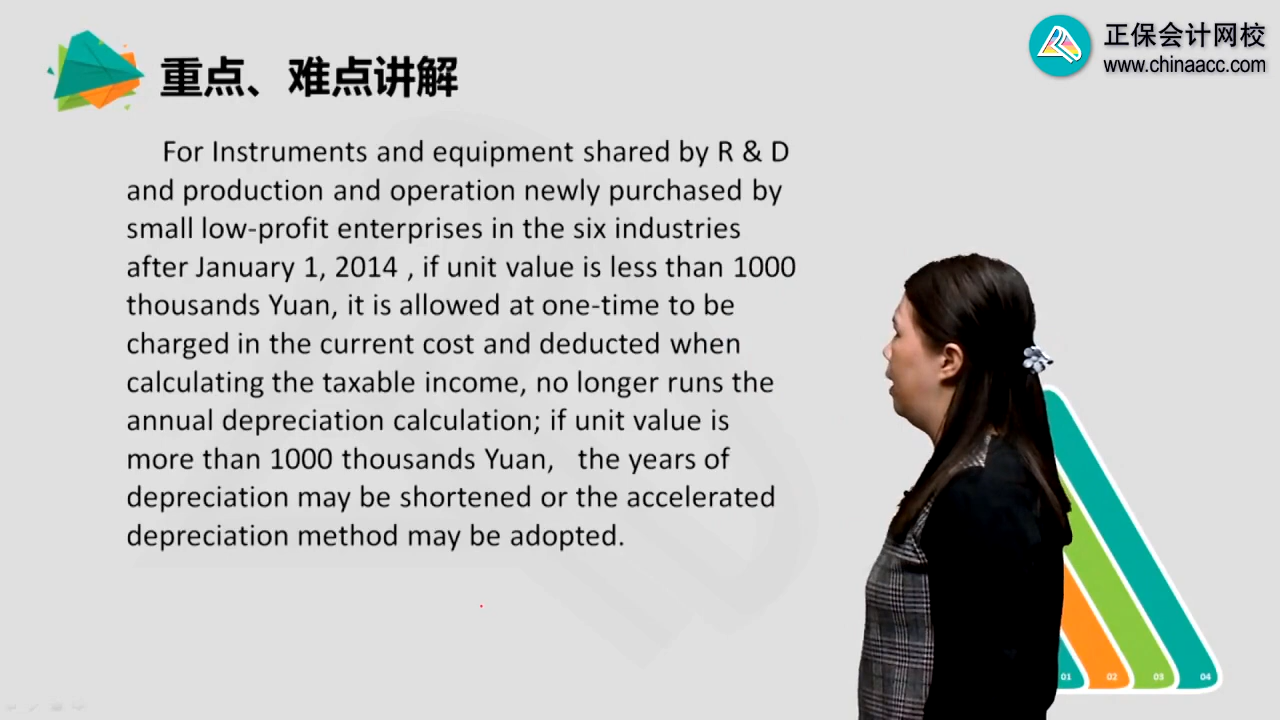 正保会计网校
www.chinaacc.com
重点、难点讲解
For Instruments and equipment shared by R & D
and production and operation newly purchased by
small low-profit enterprises in the six industries
after January 1, 2014 , if unit value is less than 1000
thousands Yuan, it is allowed at one-time to be
charged in the current cost and deducted when
calculating the taxable income, no longer runs the
annual depreciation calculation; if unit value is
more than 1000 thousands Yuan, the years of
depreciation may be shortened or the accelerated
depreciation method may be adopted.
01 02 03 04